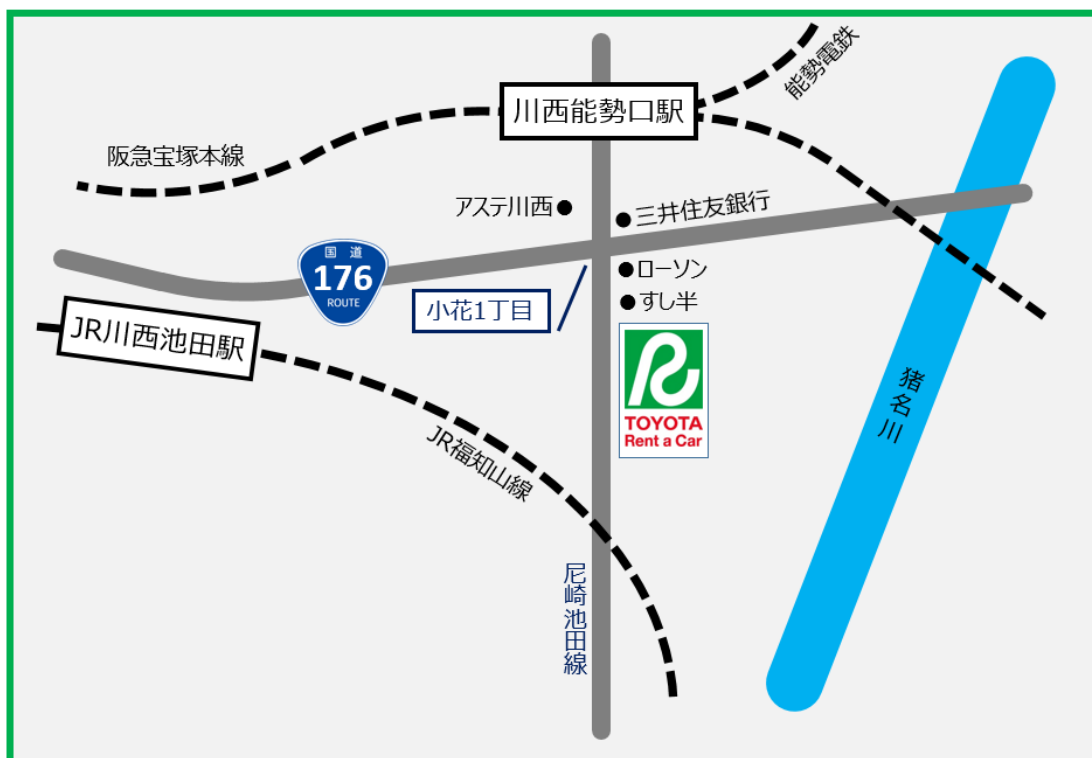 能勢電鉄
川西能勢口駅
阪急宝塚本線
アステ川西
三井住友銀行
国道
176
ROUTE
ローソン
小花1丁目
すし半
JR川西池田駅
TOYOTA
Rent a Car
猪名川
JR福知山線
尼崎池田線